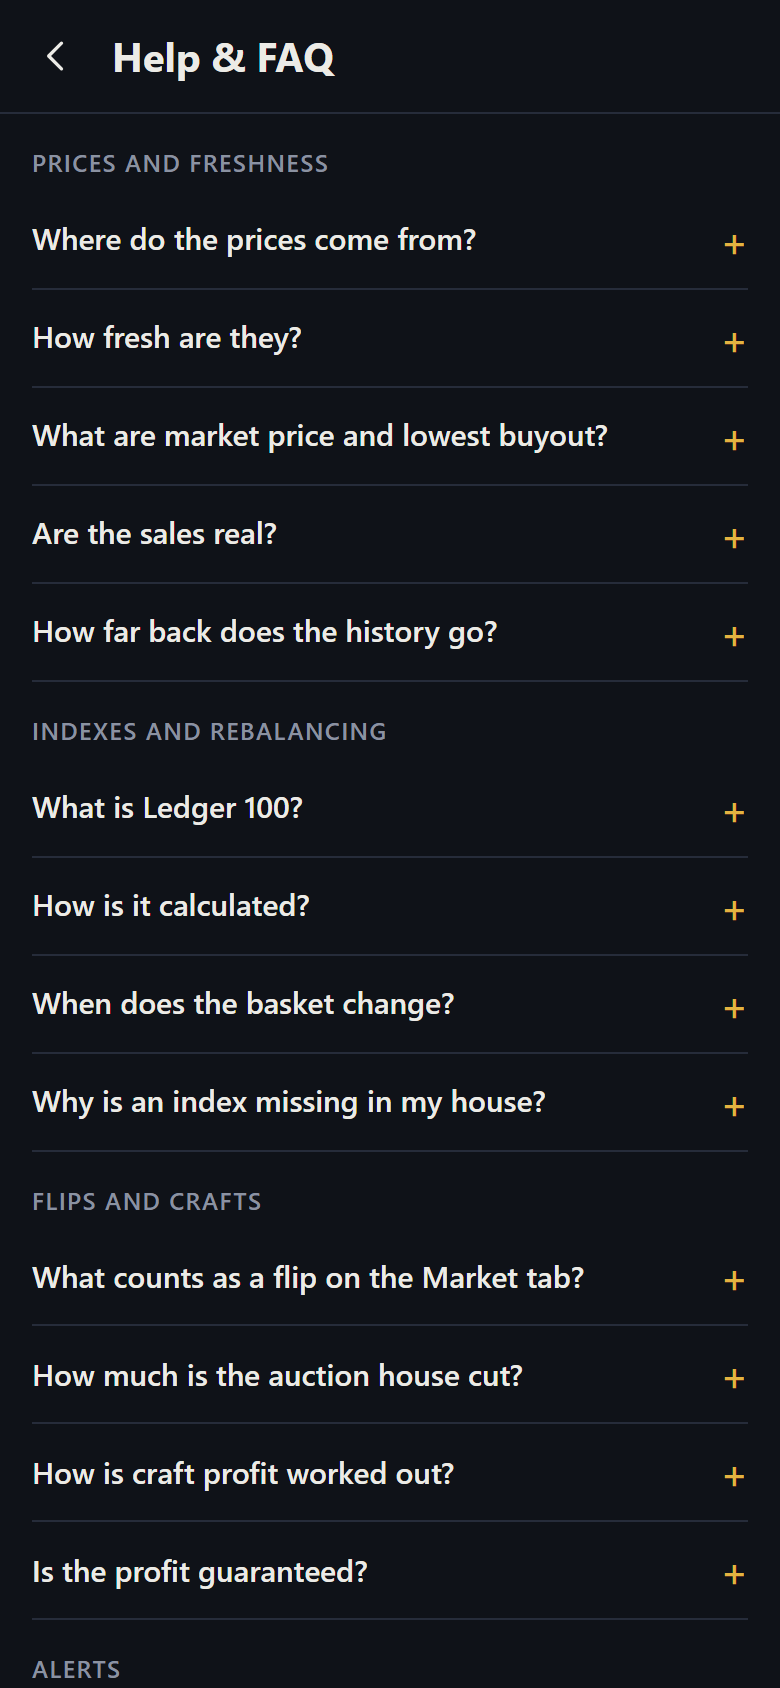 Help & FAQ
PRICES AND FRESHNESS
Where do the prices come from?
How fresh are they?
What are market price and lowest buyout?
Are the sales real?
How far back does the history go?
INDEXES AND REBALANCING
What is Ledger 100?
How is it calculated?
When does the basket change?
Why is an index missing in my house?
FLIPS AND CRAFTS
What counts as a flip on the Market tab?
How much is the auction house cut?
How is craft profit worked out?
Is the profit guaranteed?
ALERTS